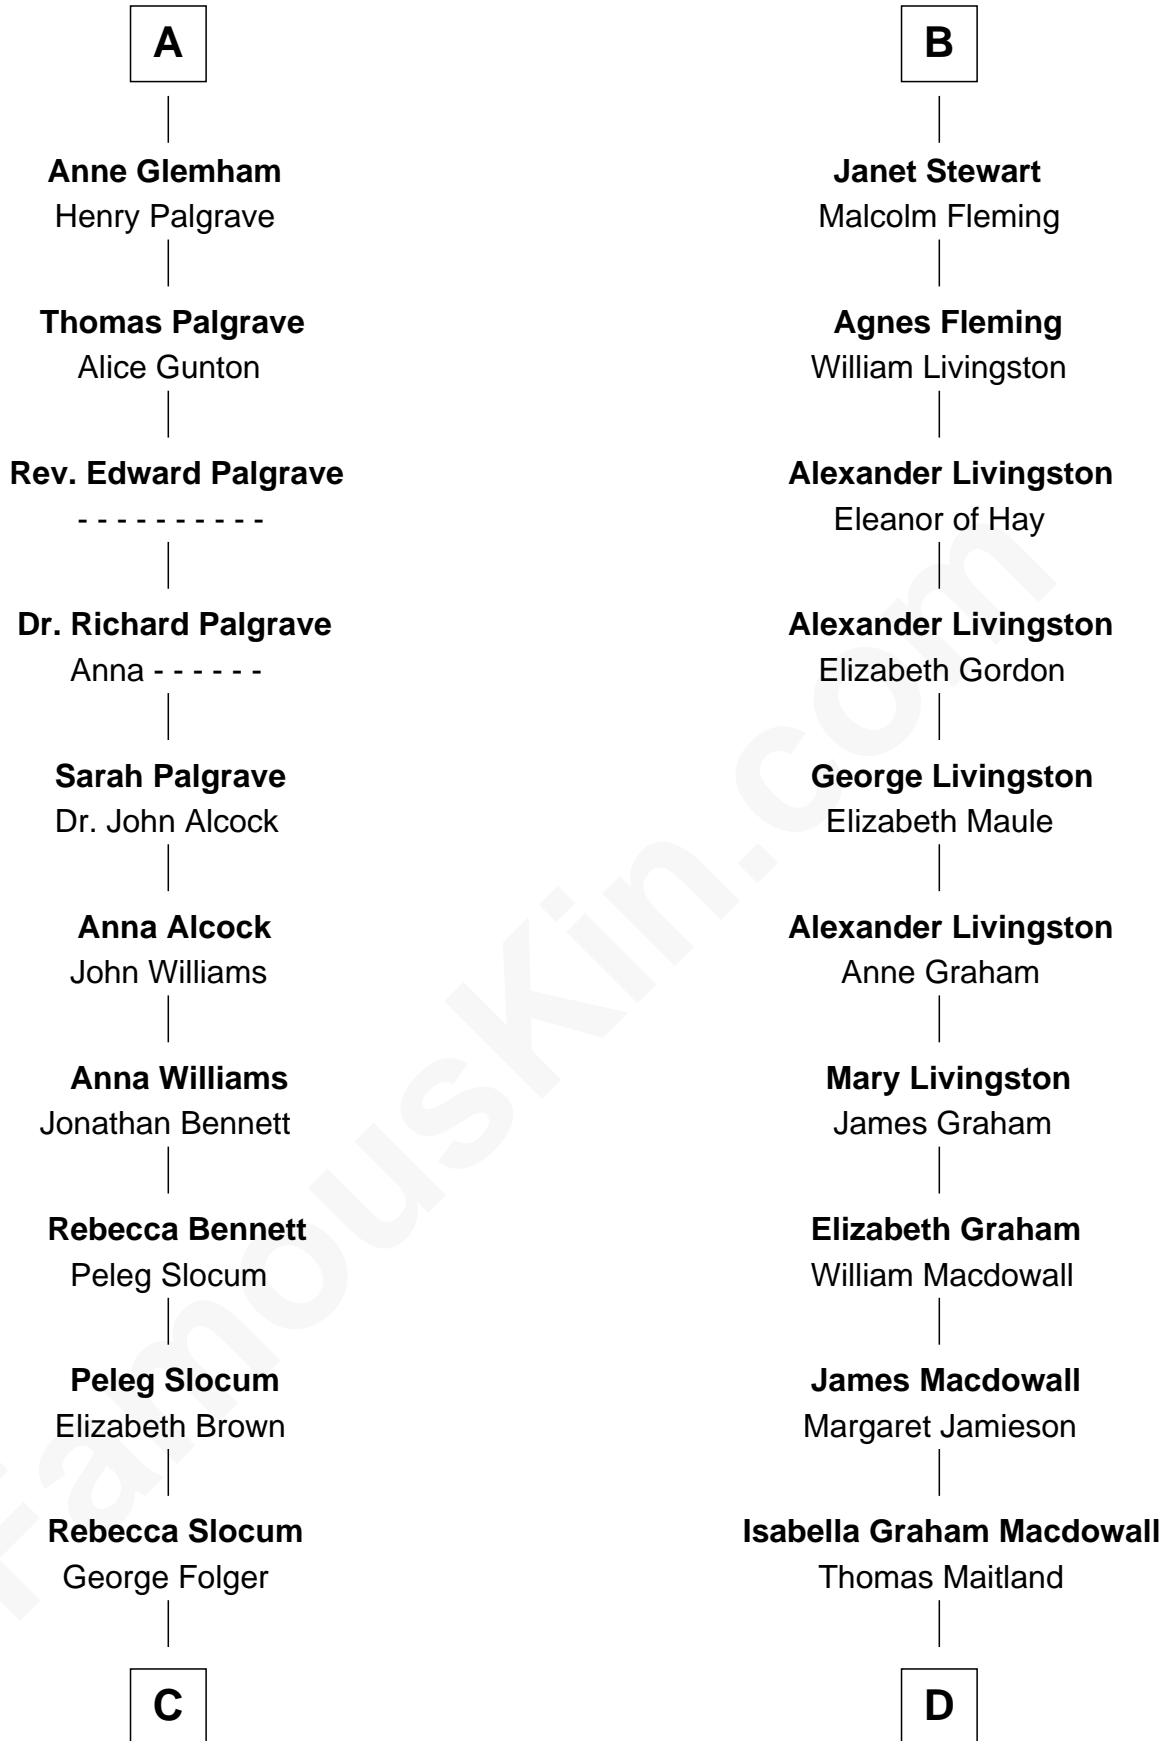 A
Anne Glemham
Henry Palgrave
Thomas Palgrave
Alice Gunton
Rev. Edward Palgrave
- - - - - - - - - -
Dr. Richard Palgrave
Anna - - - - - -
Sarah Palgrave
Dr. John Alcock
Anna Alcock
John Williams
Anna Williams
Jonathan Bennett
Rebecca Bennett
Peleg Slocum
Peleg Slocum
Elizabeth Brown
Rebecca Slocum
George Folger
C
B
Janet Stewart
Malcolm Fleming
Agnes Fleming
William Livingston
Alexander Livingston
Eleanor of Hay
Alexander Livingston
Elizabeth Gordon
George Livingston
Elizabeth Maule
Alexander Livingston
Anne Graham
Mary Livingston
James Graham
Elizabeth Graham
William Macdowall
James Macdowall
Margaret Jamieson
Isabella Graham Macdowall
Thomas Maitland
D
FamousKin.com